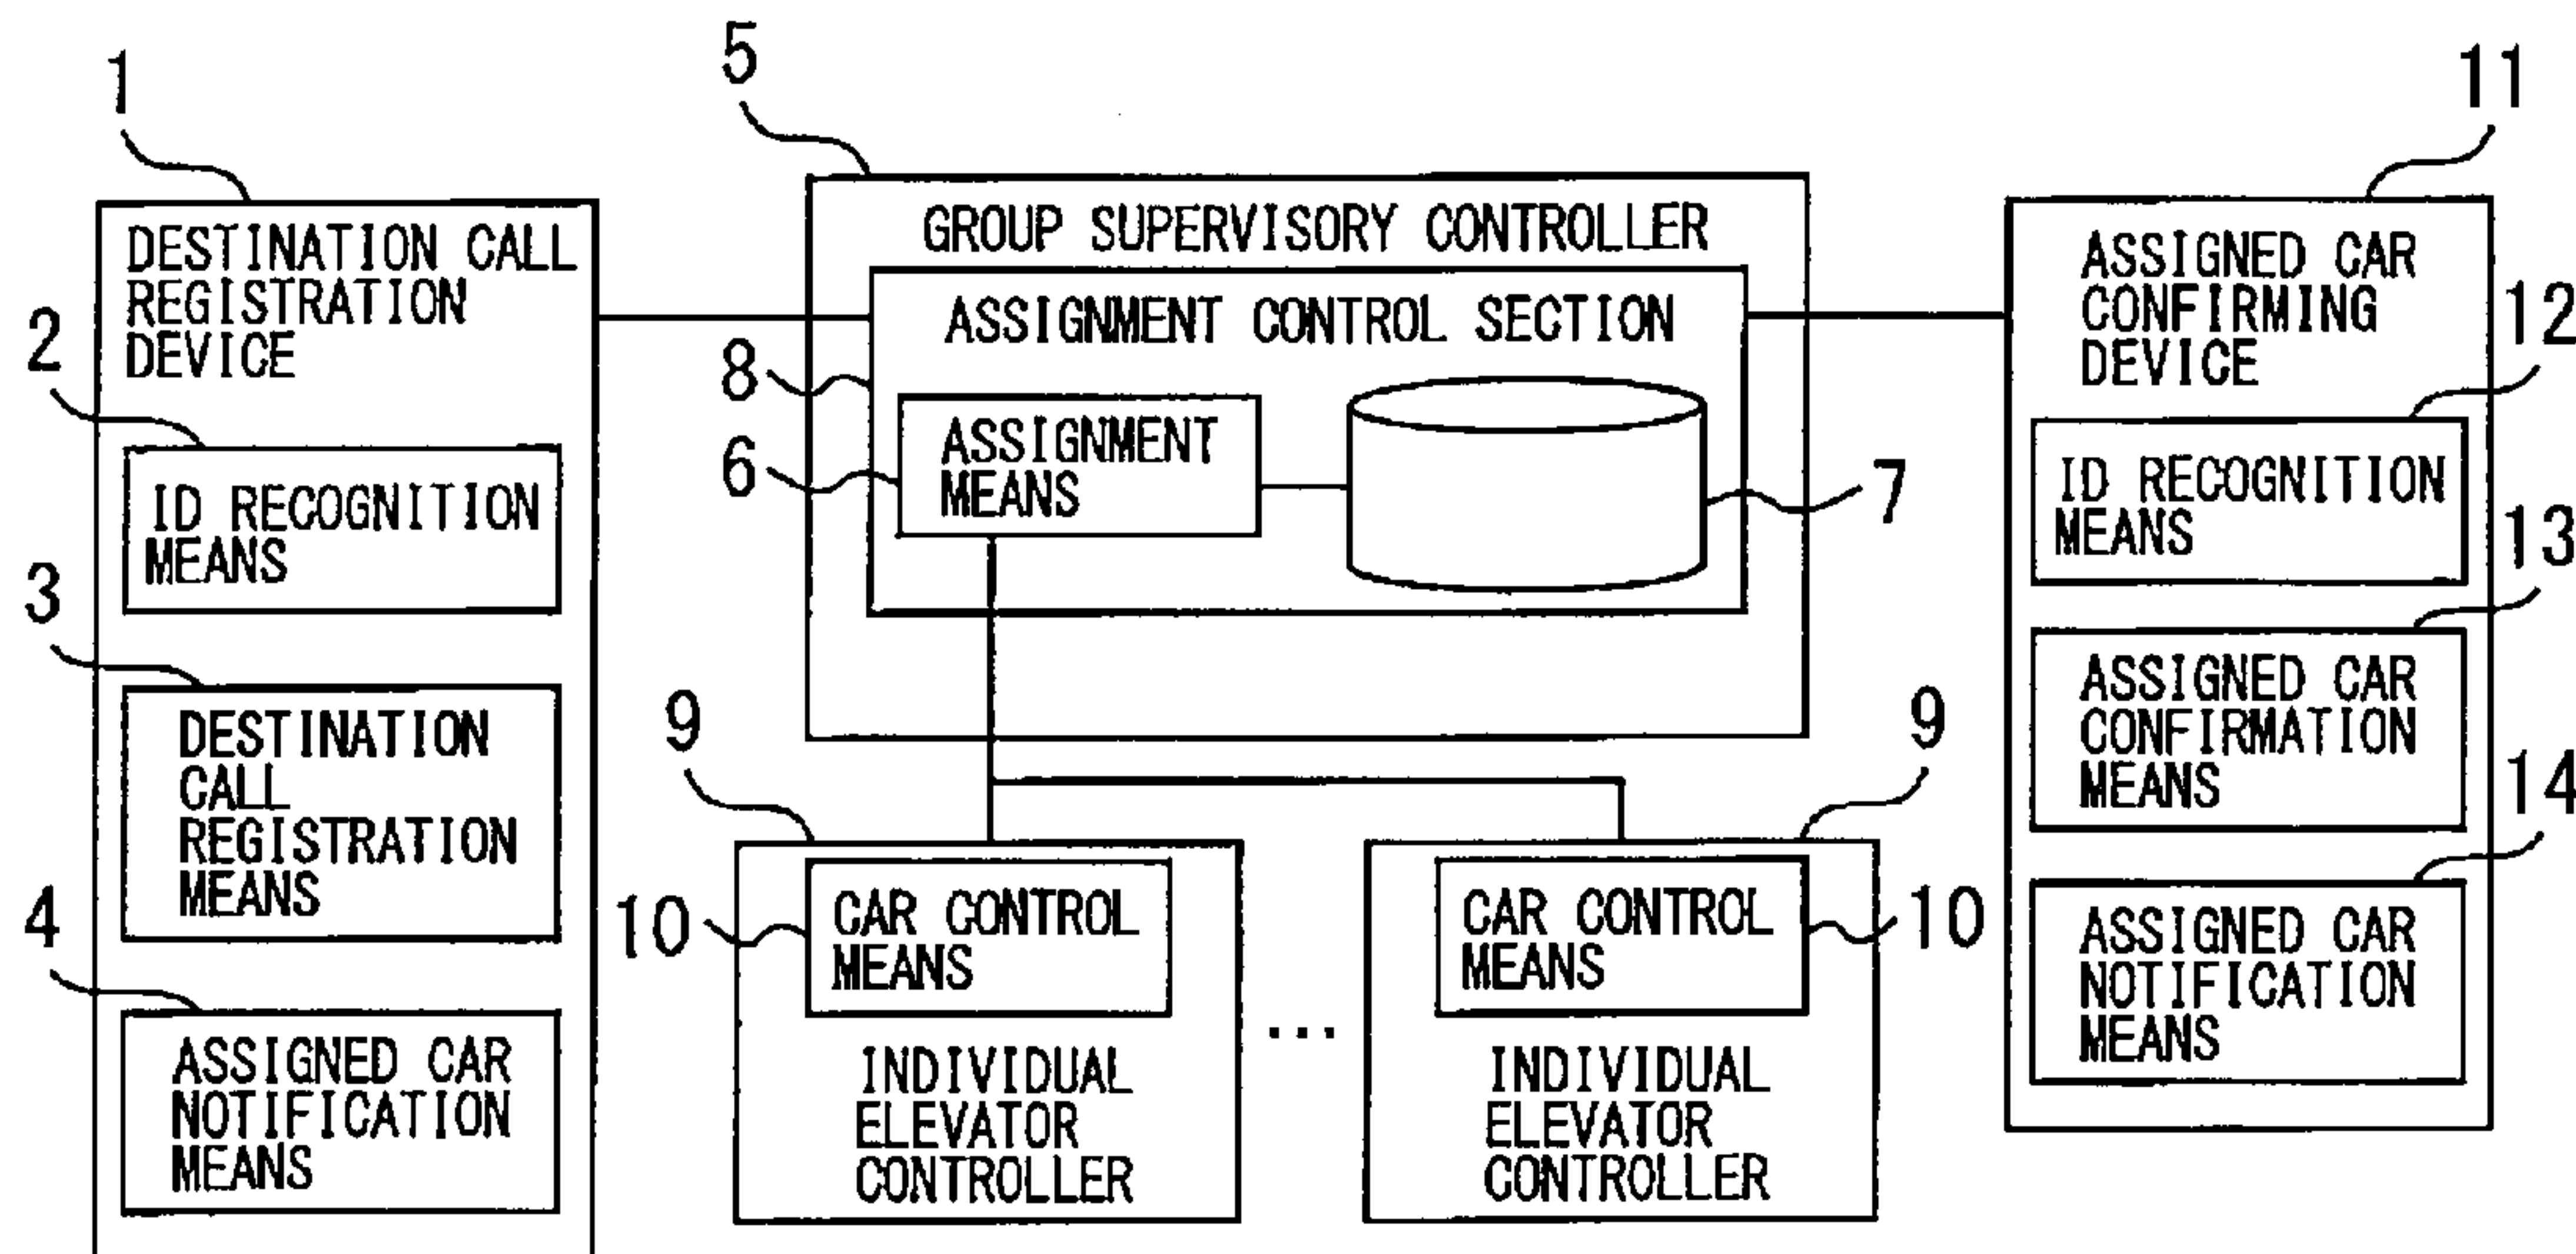 1
DESTINATION CALL
REGISTRATION
DEVICE
2
ID RECOGNITION
MEANS
3
DESTINATION
CALL
REGISTRATION
MEANS
4
ASSIGNED CAR
NOTIFICATION
MEANS
5
GROUP SUPERVISORY CONTROLLER
ASSIGNMENT CONTROL SECTION
8
6
ASSIGNMENT
MEANS
7
9
10
CAR CONTROL
MEANS
INDIVIDUAL
ELEVATOR
CONTROLLER
...
9
CAR CONTROL
MEANS
10
INDIVIDUAL
ELEVATOR
CONTROLLER
11
ASSIGNED CAR
CONFIRMING
DEVICE
12
ID RECOGNITION
MEANS
13
ASSIGNED CAR
CONFIRMATION
MEANS
14
ASSIGNED CAR
NOTIFICATION
MEANS